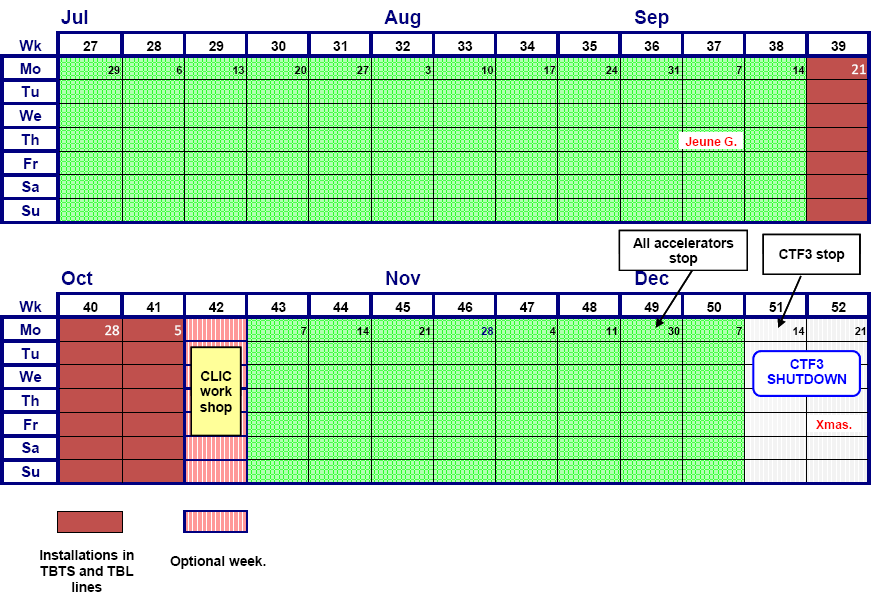 Jul Aug Sep
Wk 27 28 29 30 31 32 33 34 35 36 37 38 39
Mo 29 6 13 20 27 3 10 17 24 31 7 14 21
Tu
We
Th Jeune G.
Fr
Sa
Su
All accelerators
stop
CTF3 stop
Oct Nov Dec
Wk 40 41 42 43 44 45 46 47 48 49 50 51 52
Mo 28 5 7 14 21 28 4 11 30 7 14 21
Tu
We
Th
Fr Xmas.
Sa
Su
CLIC
work
shop
CTF3
SHUTDOWN
Installations in
TBTS and TBL
lines
Optional week.